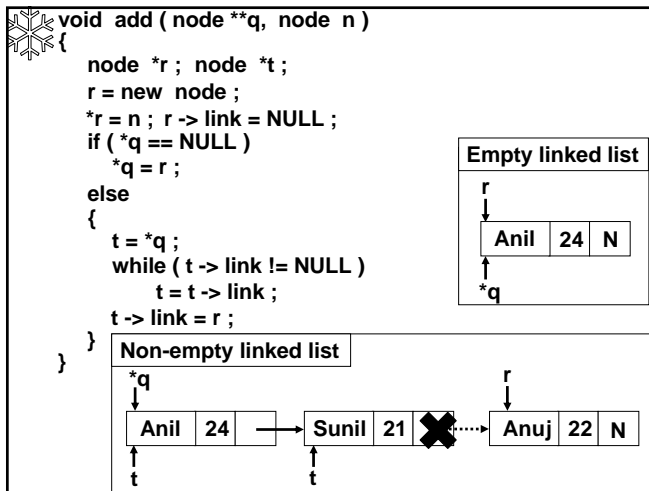 void add ( node **q, node n )
{
node *r ; node *t ;
r = new node ;
*r = n ; r -> link = NULL ;
if ( *q == NULL )
*q = r ;
else
{
t = *q ;
while ( t -> link != NULL )
t = t -> link ;
t -> link = r ;
}
}
Empty linked list
r
Anil 24 N
*q
Non-empty linked list
*q r
Anil 24 Sunil 21 Anuj 22 N
t t